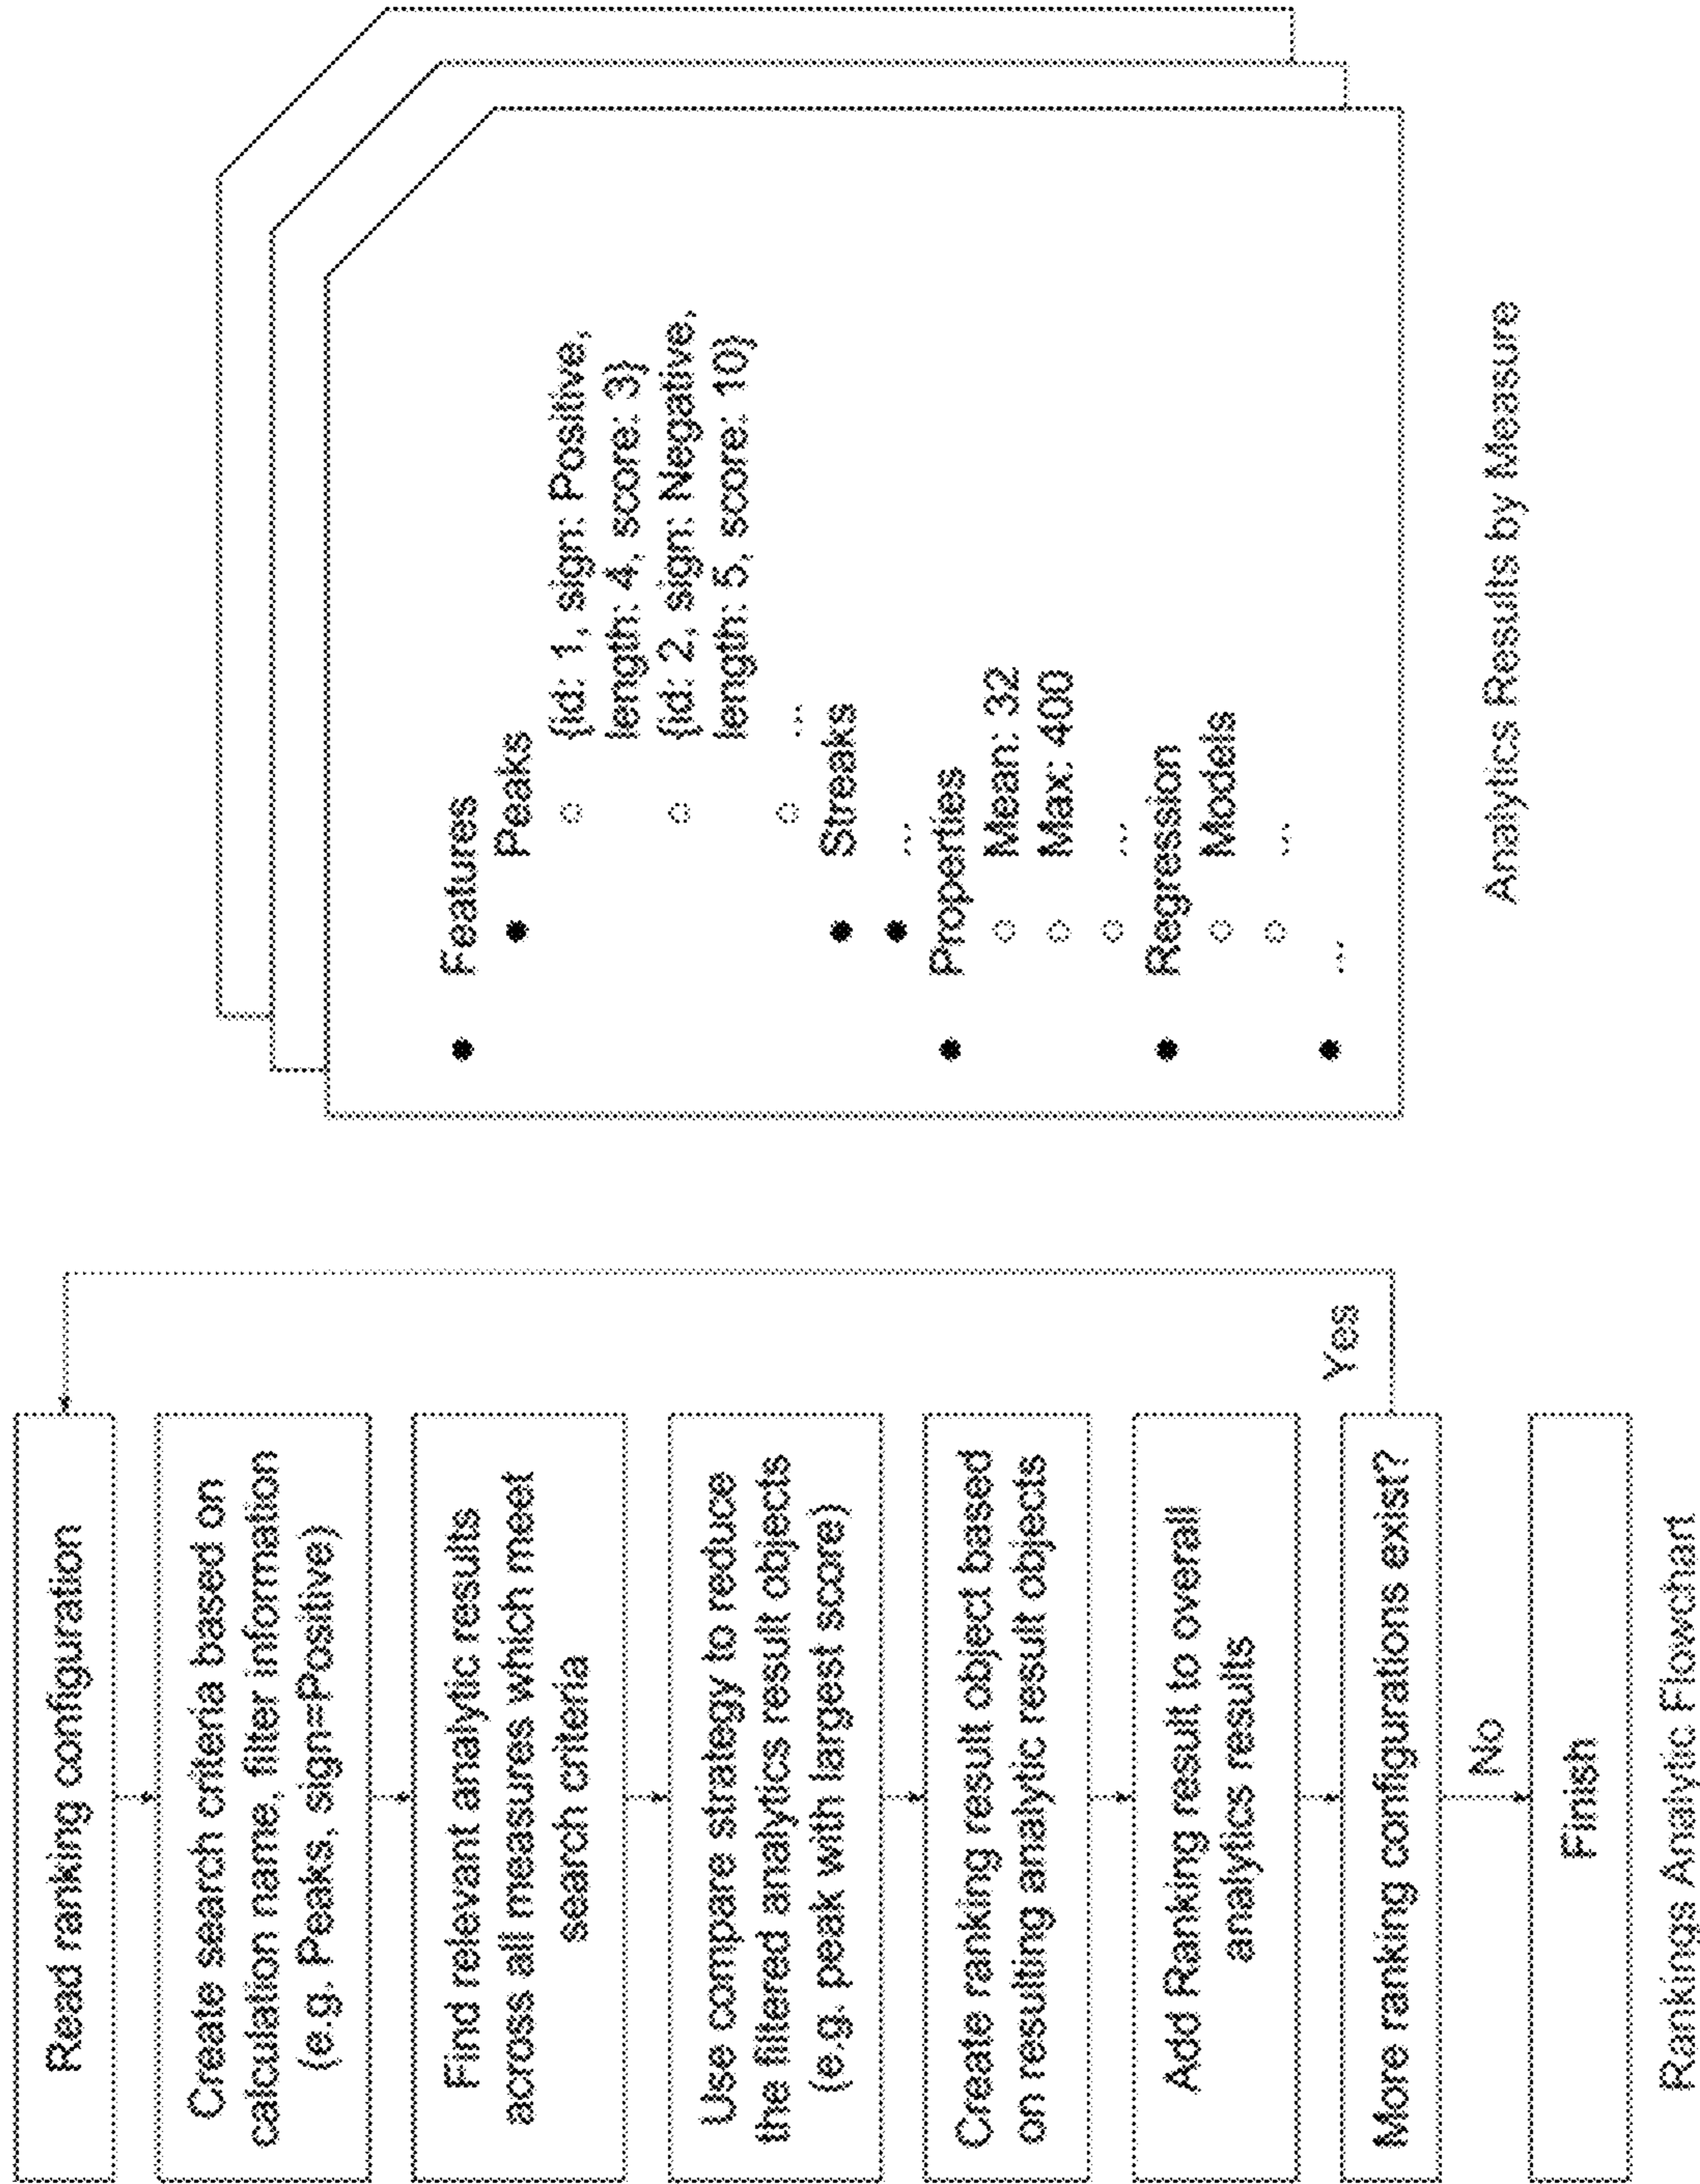 Read ranking configuration
Create search criteria based on
calculation name, filter information
(e.g. Peaks, sign=Positive)
Find relevant analytic results
across all measures which meet
search criteria
Use compare strategy to reduce
the filtered analytics result objects
(e.g. peak with largest score)
Create ranking result object based
on resulting analytic result objects
Add Ranking result to overall
analytics results
More ranking configurations exist?
Yes
No
Finish
Rankings Analytic Flowchart
● Features
● Peaks
○ {id: 1, sign: Positive,
length: 4, score: 3}
○ {id: 2, sign: Negative,
length: 5, score: 10}
○ ...
● Streaks
● ...
● Properties
○ Mean: 32
○ Max: 400
○ ...
● Regression
○ Models
○ ...
● ...
Analytics Results by Measure